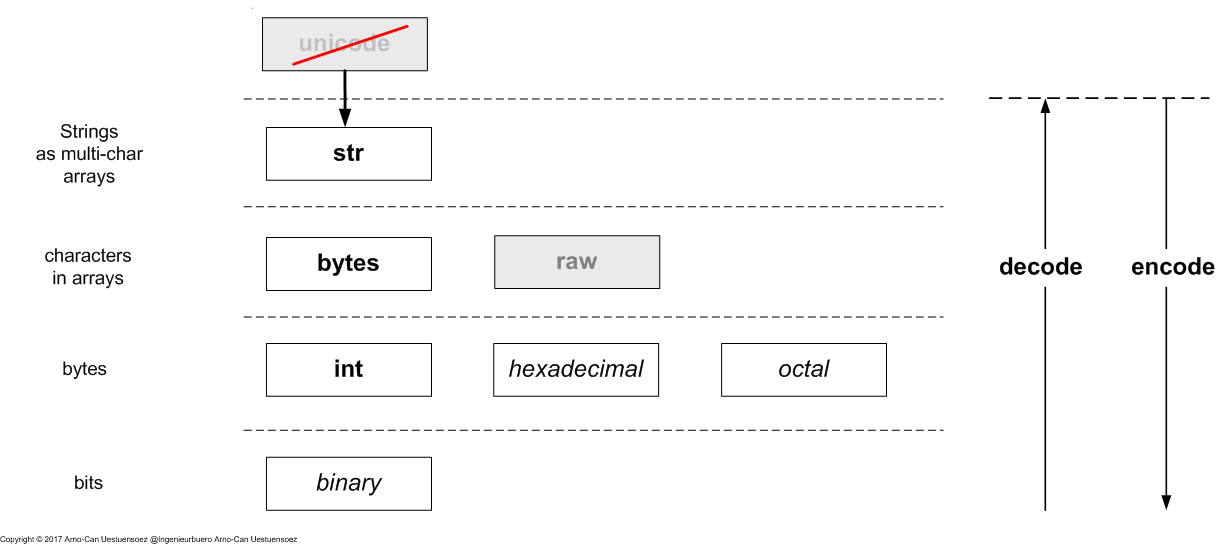 unicode
Strings
as multi-char
arrays
str
characters
in arrays
bytes
raw
decode
encode
bytes
int
hexadecimal
octal
bits
binary
Copyright © 2017 Arno-Can Uestuensoez @Ingenieurbuero Arno-Can Uestuensoez